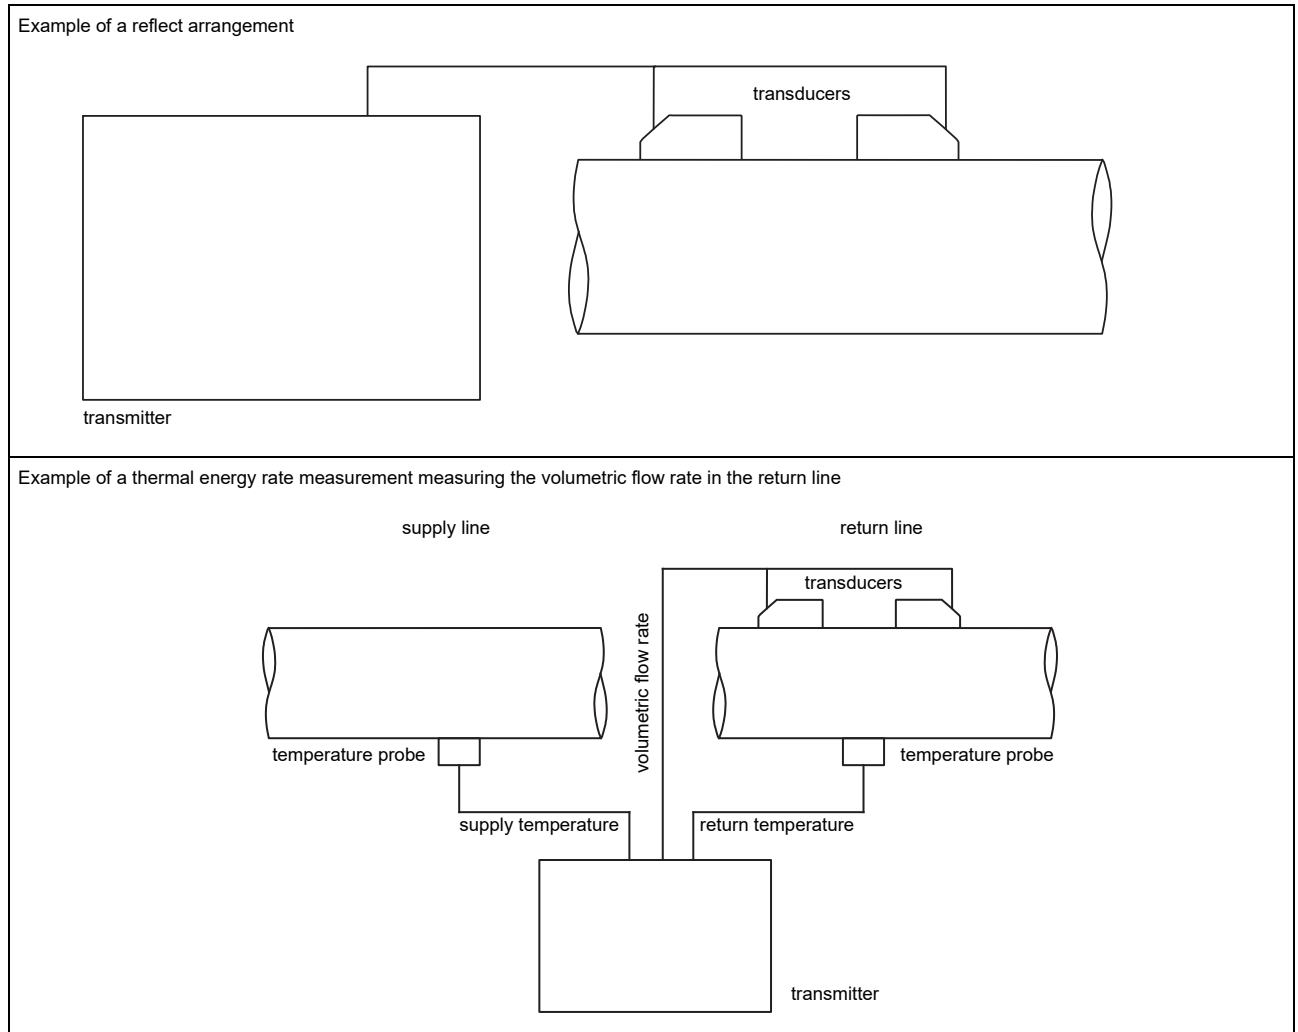 Example of a reflect arrangement
transducers
transmitter
Example of a thermal energy rate measurement measuring the volumetric flow rate in the return line
supply line
return line
transducers
volumetric flow rate
temperature probe
temperature probe
supply temperature
return temperature
transmitter